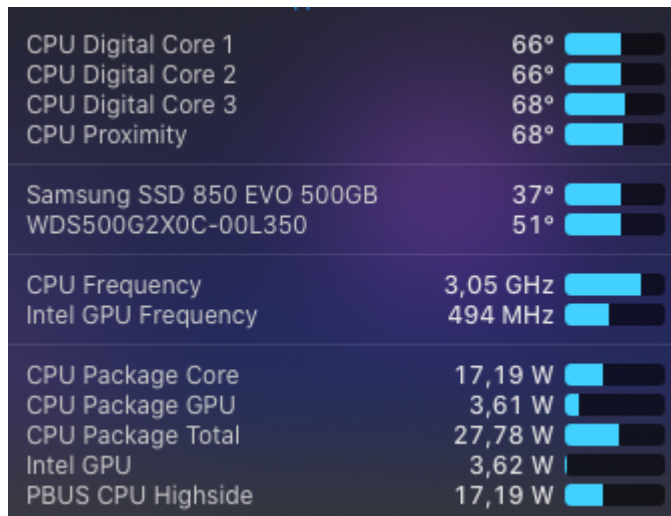 CPU Digital Core 1 66°
CPU Digital Core 2 66°
CPU Digital Core 3 68°
CPU Proximity 68°
Samsung SSD 850 EVO 500GB 37°
WDS500G2X0C-00L350 51°
CPU Frequency 3,05 GHz
Intel GPU Frequency 494 MHz
CPU Package Core 17,19 W
CPU Package GPU 3,61 W
CPU Package Total 27,78 W
Intel GPU 3,62 W
PBUS CPU Highside 17,19 W